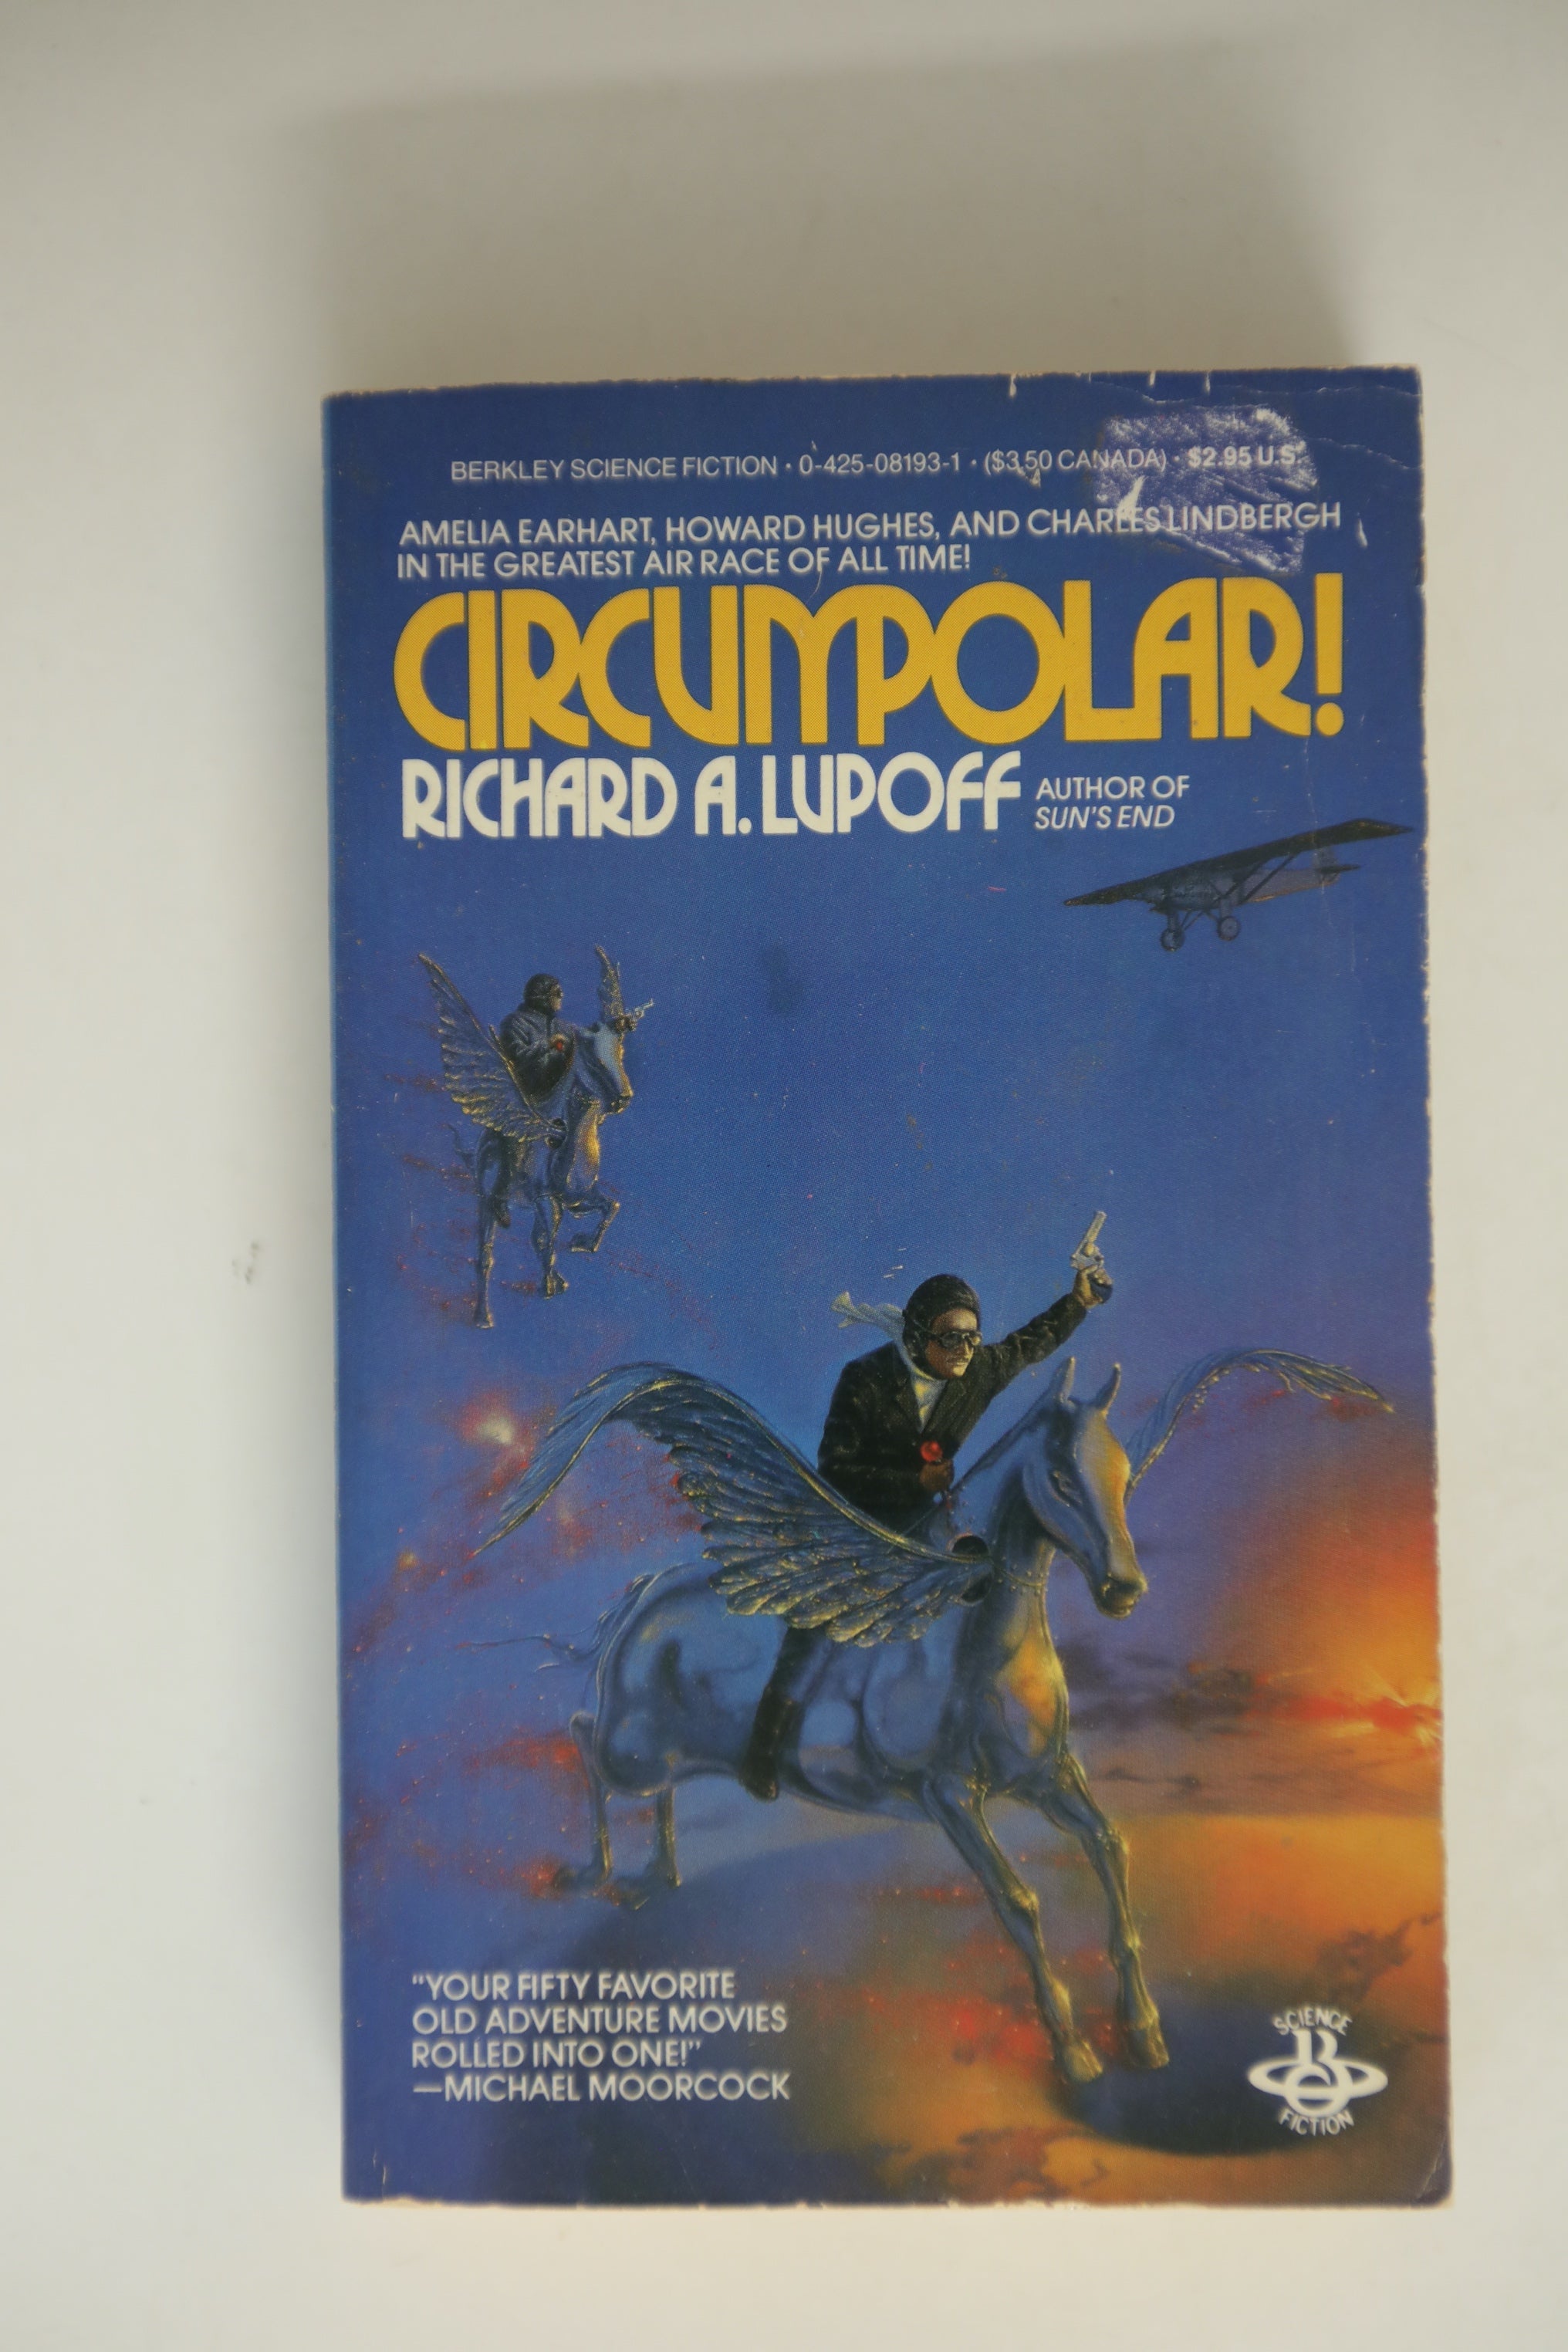 BERKLEY SCIENCE FICTION · 0-425-08193-1 · ($3.50 CANADA) · $2.95 U.S.
AMELIA EARHART, HOWARD HUGHES, AND CHARLES LINDBERGH
IN THE GREATEST AIR RACE OF ALL TIME!
CIRCUMPOLAR!
RICHARD A. LUPOFF
AUTHOR OF
SUN'S END
"YOUR FIFTY FAVORITE
OLD ADVENTURE MOVIES
ROLLED INTO ONE!"
—MICHAEL MOORCOCK
SCIENCE
B
FICTION